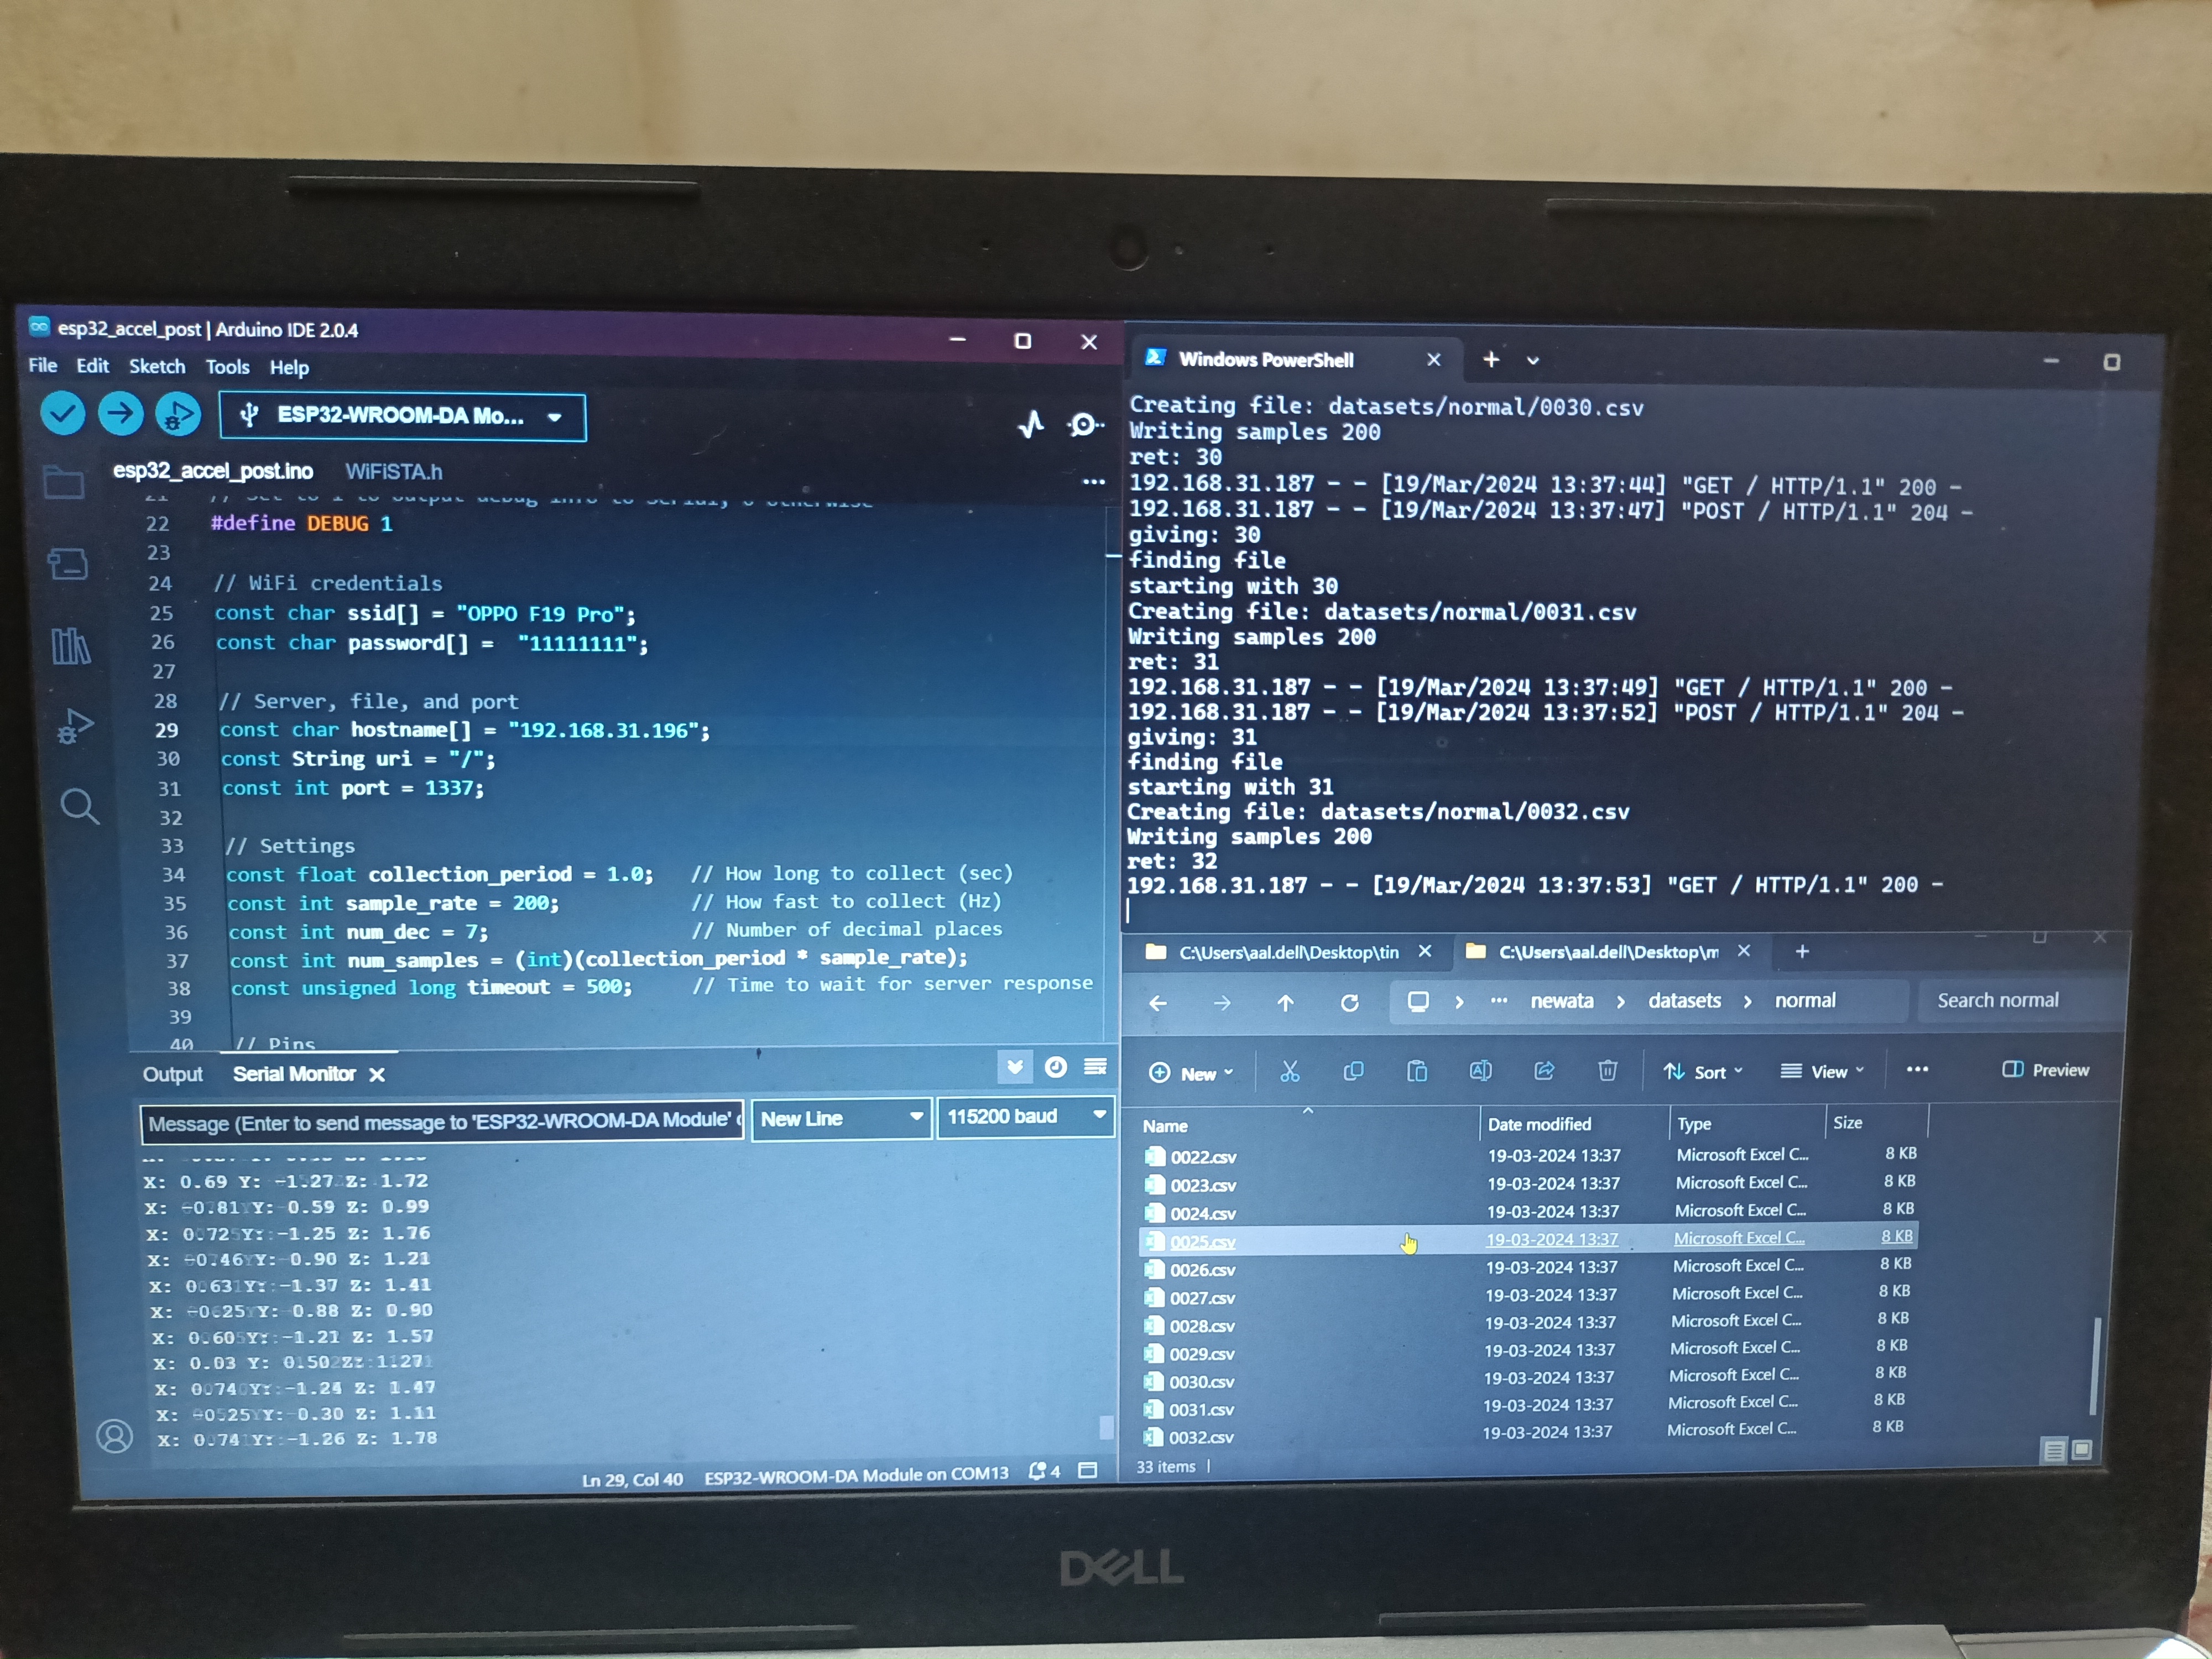 esp32_accel_post | Arduino IDE 2.0.4
File Edit Sketch Tools Help
ESP32-WROOM-DA Mo...
esp32_accel_post.ino WiFiSTA.h
22 #define DEBUG 1
23
24 // WiFi credentials
25 const char ssid[] = "OPPO F19 Pro";
26 const char password[] = "11111111";
27
28 // Server, file, and port
29 const char hostname[] = "192.168.31.196";
30 const String uri = "/";
31 const int port = 1337;
32
33 // Settings
34 const float collection_period = 1.0; // How long to collect (sec)
35 const int sample_rate = 200; // How fast to collect (Hz)
36 const int num_dec = 7; // Number of decimal places
37 const int num_samples = (int)(collection_period * sample_rate);
38 const unsigned long timeout = 500; // Time to wait for server response
39
40 // Pins
Output Serial Monitor
Message (Enter to send message to 'ESP32-WROOM-DA Module' New Line 115200 baud
X: 0.69 Y: -1.27 Z: 1.72
X: -0.81 Y: 0.59 Z: 0.99
X: 0.72 Y: -1.25 Z: 1.76
X: Y: 0.90 Z: 1.21
X: 0.63 Y: -1.37 Z: 1.41
X: Y: 0.88 Z: 0.90
X: 0.60 Y: -1.21 Z: 1.57
X: 0.03 Y: Z:
X: 0.74 Y: -1.24 Z: 1.47
X: Y: 0.30 Z: 1.11
X: 0.74 Y: -1.26 Z: 1.78
Ln 29, Col 40 ESP32-WROOM-DA Module on COM13 4
Windows PowerShell
Creating file: datasets/normal/0030.csv
Writing samples 200
ret: 30
192.168.31.187 - - [19/Mar/2024 13:37:44] "GET / HTTP/1.1" 200 -
192.168.31.187 - - [19/Mar/2024 13:37:47] "POST / HTTP/1.1" 204 -
giving: 30
finding file
starting with 30
Creating file: datasets/normal/0031.csv
Writing samples 200
ret: 31
192.168.31.187 - - [19/Mar/2024 13:37:49] "GET / HTTP/1.1" 200 -
192.168.31.187 - - [19/Mar/2024 13:37:52] "POST / HTTP/1.1" 204 -
giving: 31
finding file
starting with 31
Creating file: datasets/normal/0032.csv
Writing samples 200
ret: 32
192.168.31.187 - - [19/Mar/2024 13:37:53] "GET / HTTP/1.1" 200 -
C:\Users\aal.dell\Desktop\tin C:\Users\aal.dell\Desktop\m
newata > datasets > normal Search normal
New Sort View Preview
Name Date modified Type Size
0022.csv 19-03-2024 13:37 Microsoft Excel C... 8 KB
0023.csv 19-03-2024 13:37 Microsoft Excel C... 8 KB
0024.csv 19-03-2024 13:37 Microsoft Excel C... 8 KB
0025.csv 19-03-2024 13:37 Microsoft Excel C... 8 KB
0026.csv 19-03-2024 13:37 Microsoft Excel C... 8 KB
0027.csv 19-03-2024 13:37 Microsoft Excel C... 8 KB
0028.csv 19-03-2024 13:37 Microsoft Excel C... 8 KB
0029.csv 19-03-2024 13:37 Microsoft Excel C... 8 KB
0030.csv 19-03-2024 13:37 Microsoft Excel C... 8 KB
0031.csv 19-03-2024 13:37 Microsoft Excel C... 8 KB
0032.csv 19-03-2024 13:37 Microsoft Excel C... 8 KB
33 items
DELL